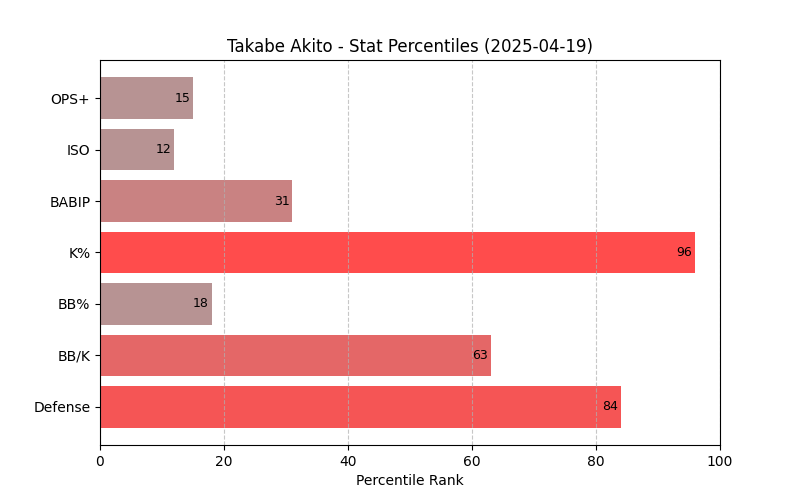 Takabe Akito - Stat Percentiles (2025-04-19)
OPS+ 15
ISO 12
BABIP 31
K% 96
BB% 18
BB/K 63
Defense 84
0 20 40 60 80 100
Percentile Rank